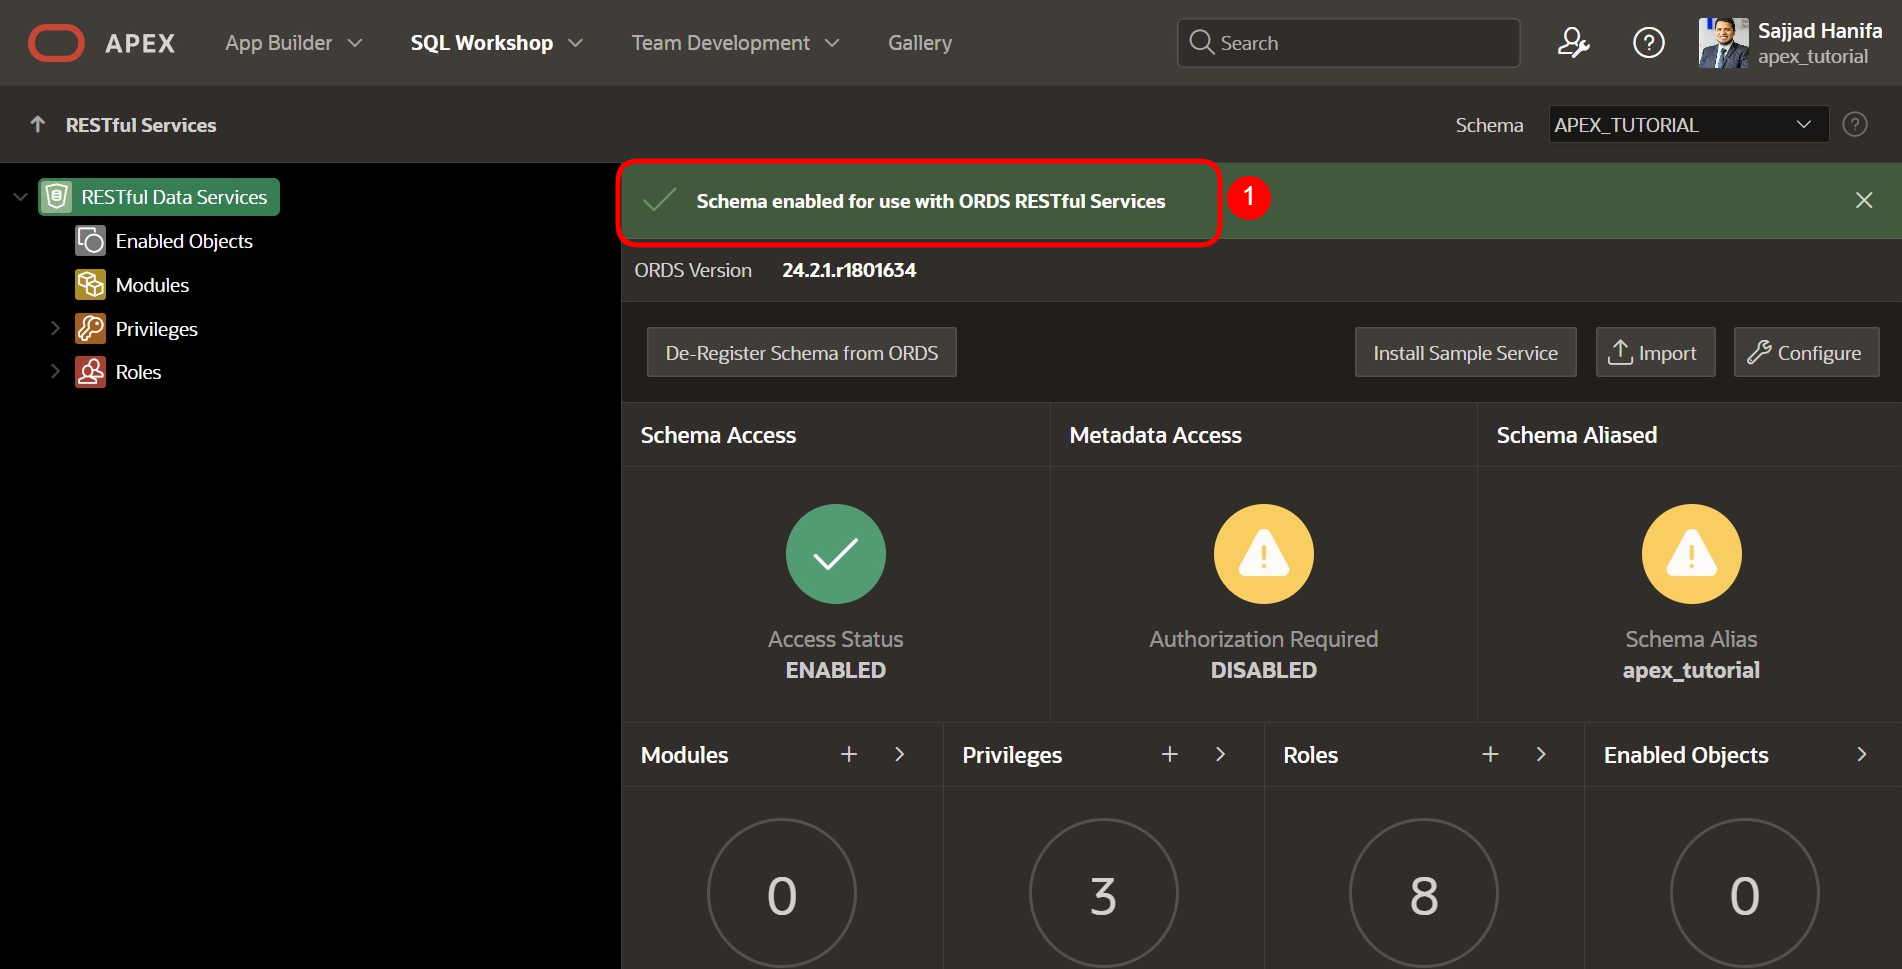 APEX
App Builder
SQL Workshop
Team Development
Gallery
Search
Sajjad Hanifa
apex_tutorial
RESTful Services
Schema
APEX_TUTORIAL
RESTful Data Services
Enabled Objects
Modules
Privileges
Roles
Schema enabled for use with ORDS RESTful Services
1
ORDS Version 24.2.1.r1801634
De-Register Schema from ORDS
Install Sample Service
Import
Configure
Schema Access
Access Status
ENABLED
Metadata Access
Authorization Required
DISABLED
Schema Aliased
Schema Alias
apex_tutorial
Modules
0
Privileges
3
Roles
8
Enabled Objects
0